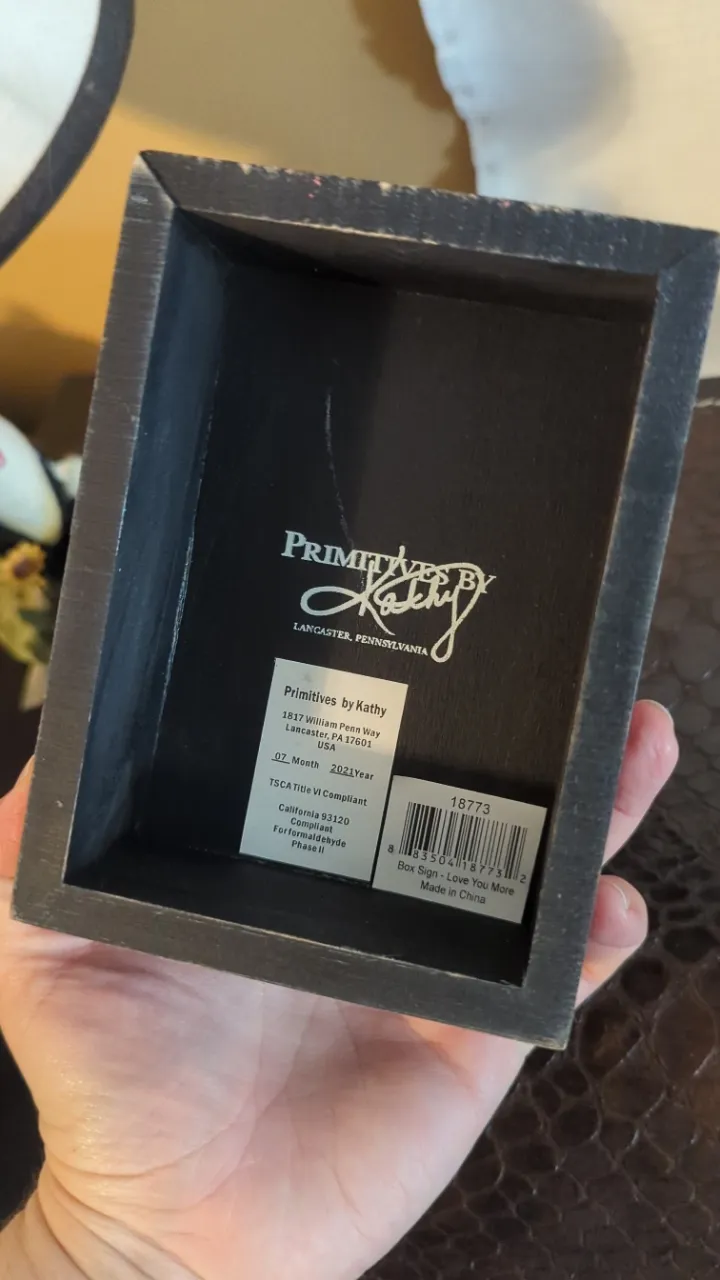 PRIMITIVES BY
Kathy
LANCASTER, PENNSYLVANIA
Primitives by Kathy
1817 William Penn Way
Lancaster, PA 17601
USA
07 Month 2021Year
TSCA Title VI Compliant
California 93120
Compliant
For formaldehyde
Phase II
18773
8 83504 18773 2
Box Sign - Love You More
Made in China